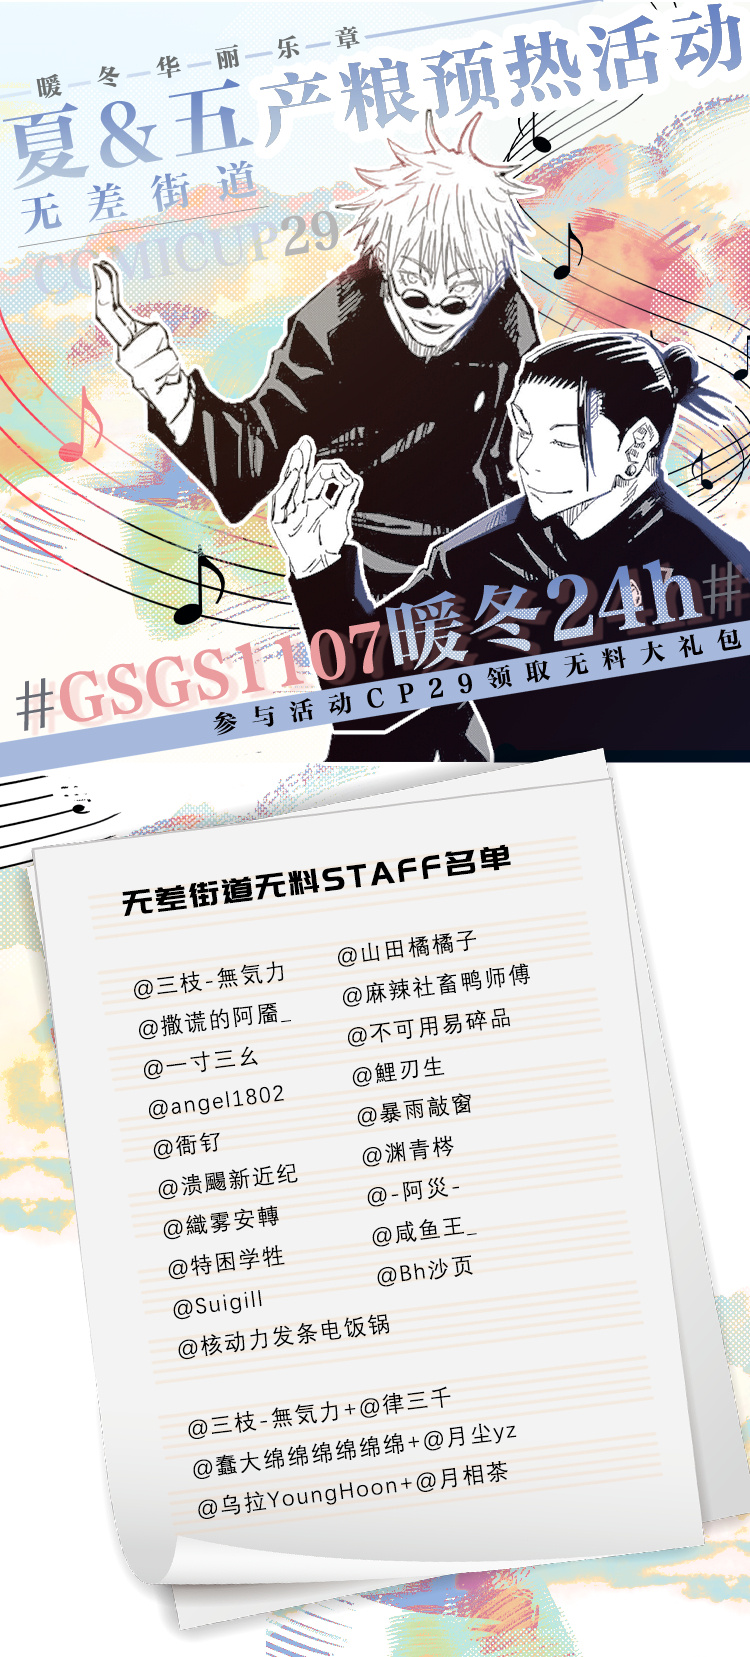 暖冬华丽乐章
夏&五产粮预热活动
无差街道
COMICUP29
#GSGS1107暖冬24h#
参与活动CP29领取无料大礼包
无差街道无料STAFF名单
@三枝-無気力
@撒谎的阿靥_
@一寸三幺
@angel1802
@衙钌
@溃飈新近纪
@織雾安轉
@特困学牲
@Suigill
@核动力发条电饭锅
@山田橘橘子
@麻辣社畜鸭师傅
@不可用易碎品
@鯉刃生
@暴雨敲窗
@渊青桳
@-阿災-
@咸鱼王_
@Bh沙页
@三枝-無気力+@律三千
@蠢大绵绵绵绵绵绵+@月尘yz
@乌拉YoungHoon+@月相茶